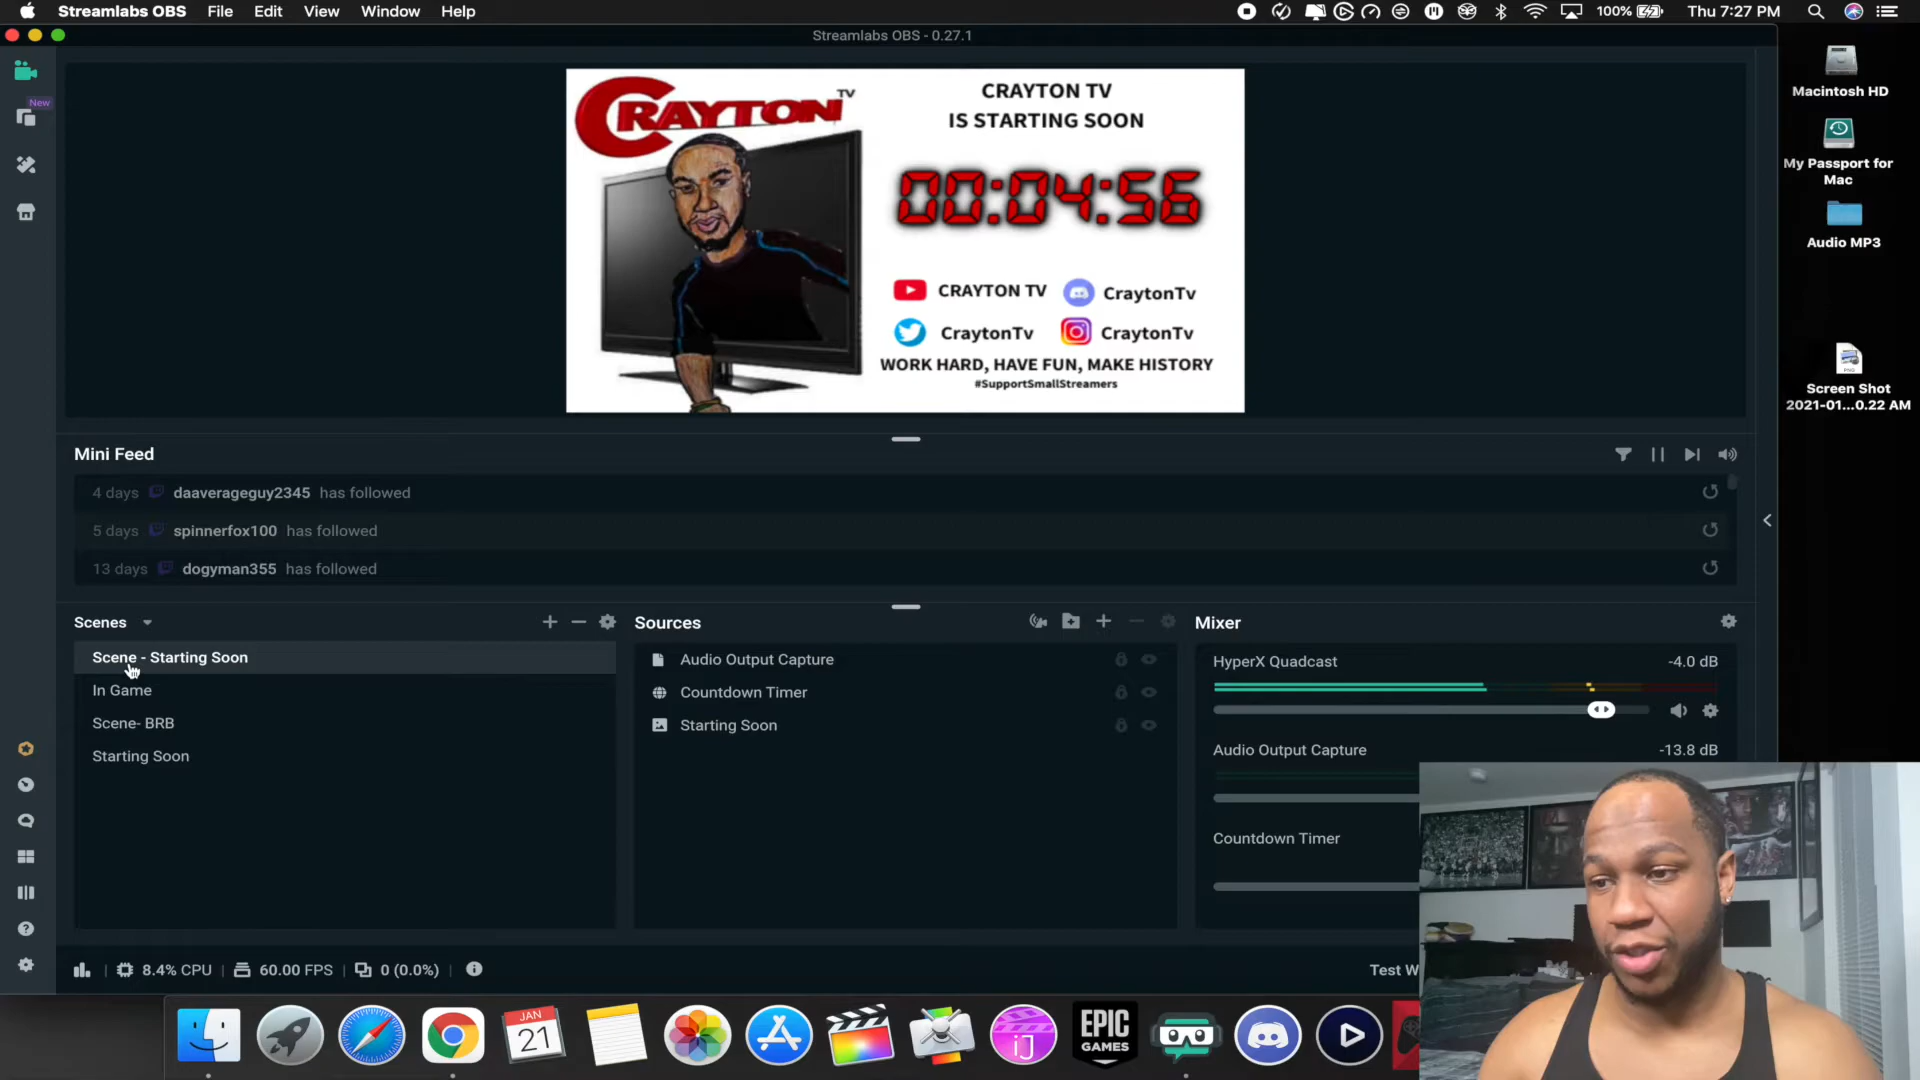 Streamlabs OBS File Edit View Window Help
100% Thu 7:27 PM
Streamlabs OBS - 0.27.1
New
CRAYTON TV
CRAYTON TV
IS STARTING SOON
00:04:56
CRAYTON TV CraytonTv
CraytonTv CraytonTv
WORK HARD, HAVE FUN, MAKE HISTORY
#SupportSmallStreamers
Macintosh HD
My Passport for
Mac
Audio MP3
PNG
Screen Shot
2021-01...0.22 AM
Mini Feed
4 days daaverageguy2345 has followed
5 days spinnerfox100 has followed
13 days dogyman355 has followed
Scenes
Scene - Starting Soon
In Game
Scene- BRB
Starting Soon
Sources
Audio Output Capture
Countdown Timer
Starting Soon
Mixer
HyperX Quadcast -4.0 dB
Audio Output Capture -13.8 dB
Countdown Timer
8.4% CPU 60.00 FPS 0 (0.0%)
Test W
JAN
21
iJ
EPIC
GAMES